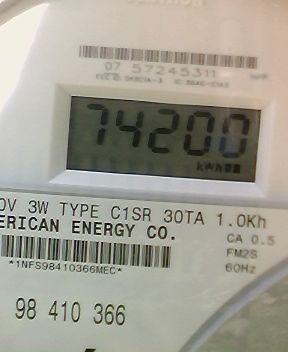 07 57245311
74200
kWh
0V 3W TYPE C1SR 30TA 1.0Kh
ERICAN ENERGY CO.
CA 0.5
FM2S
*1NFS98410366MEC*
60Hz
98 410 366